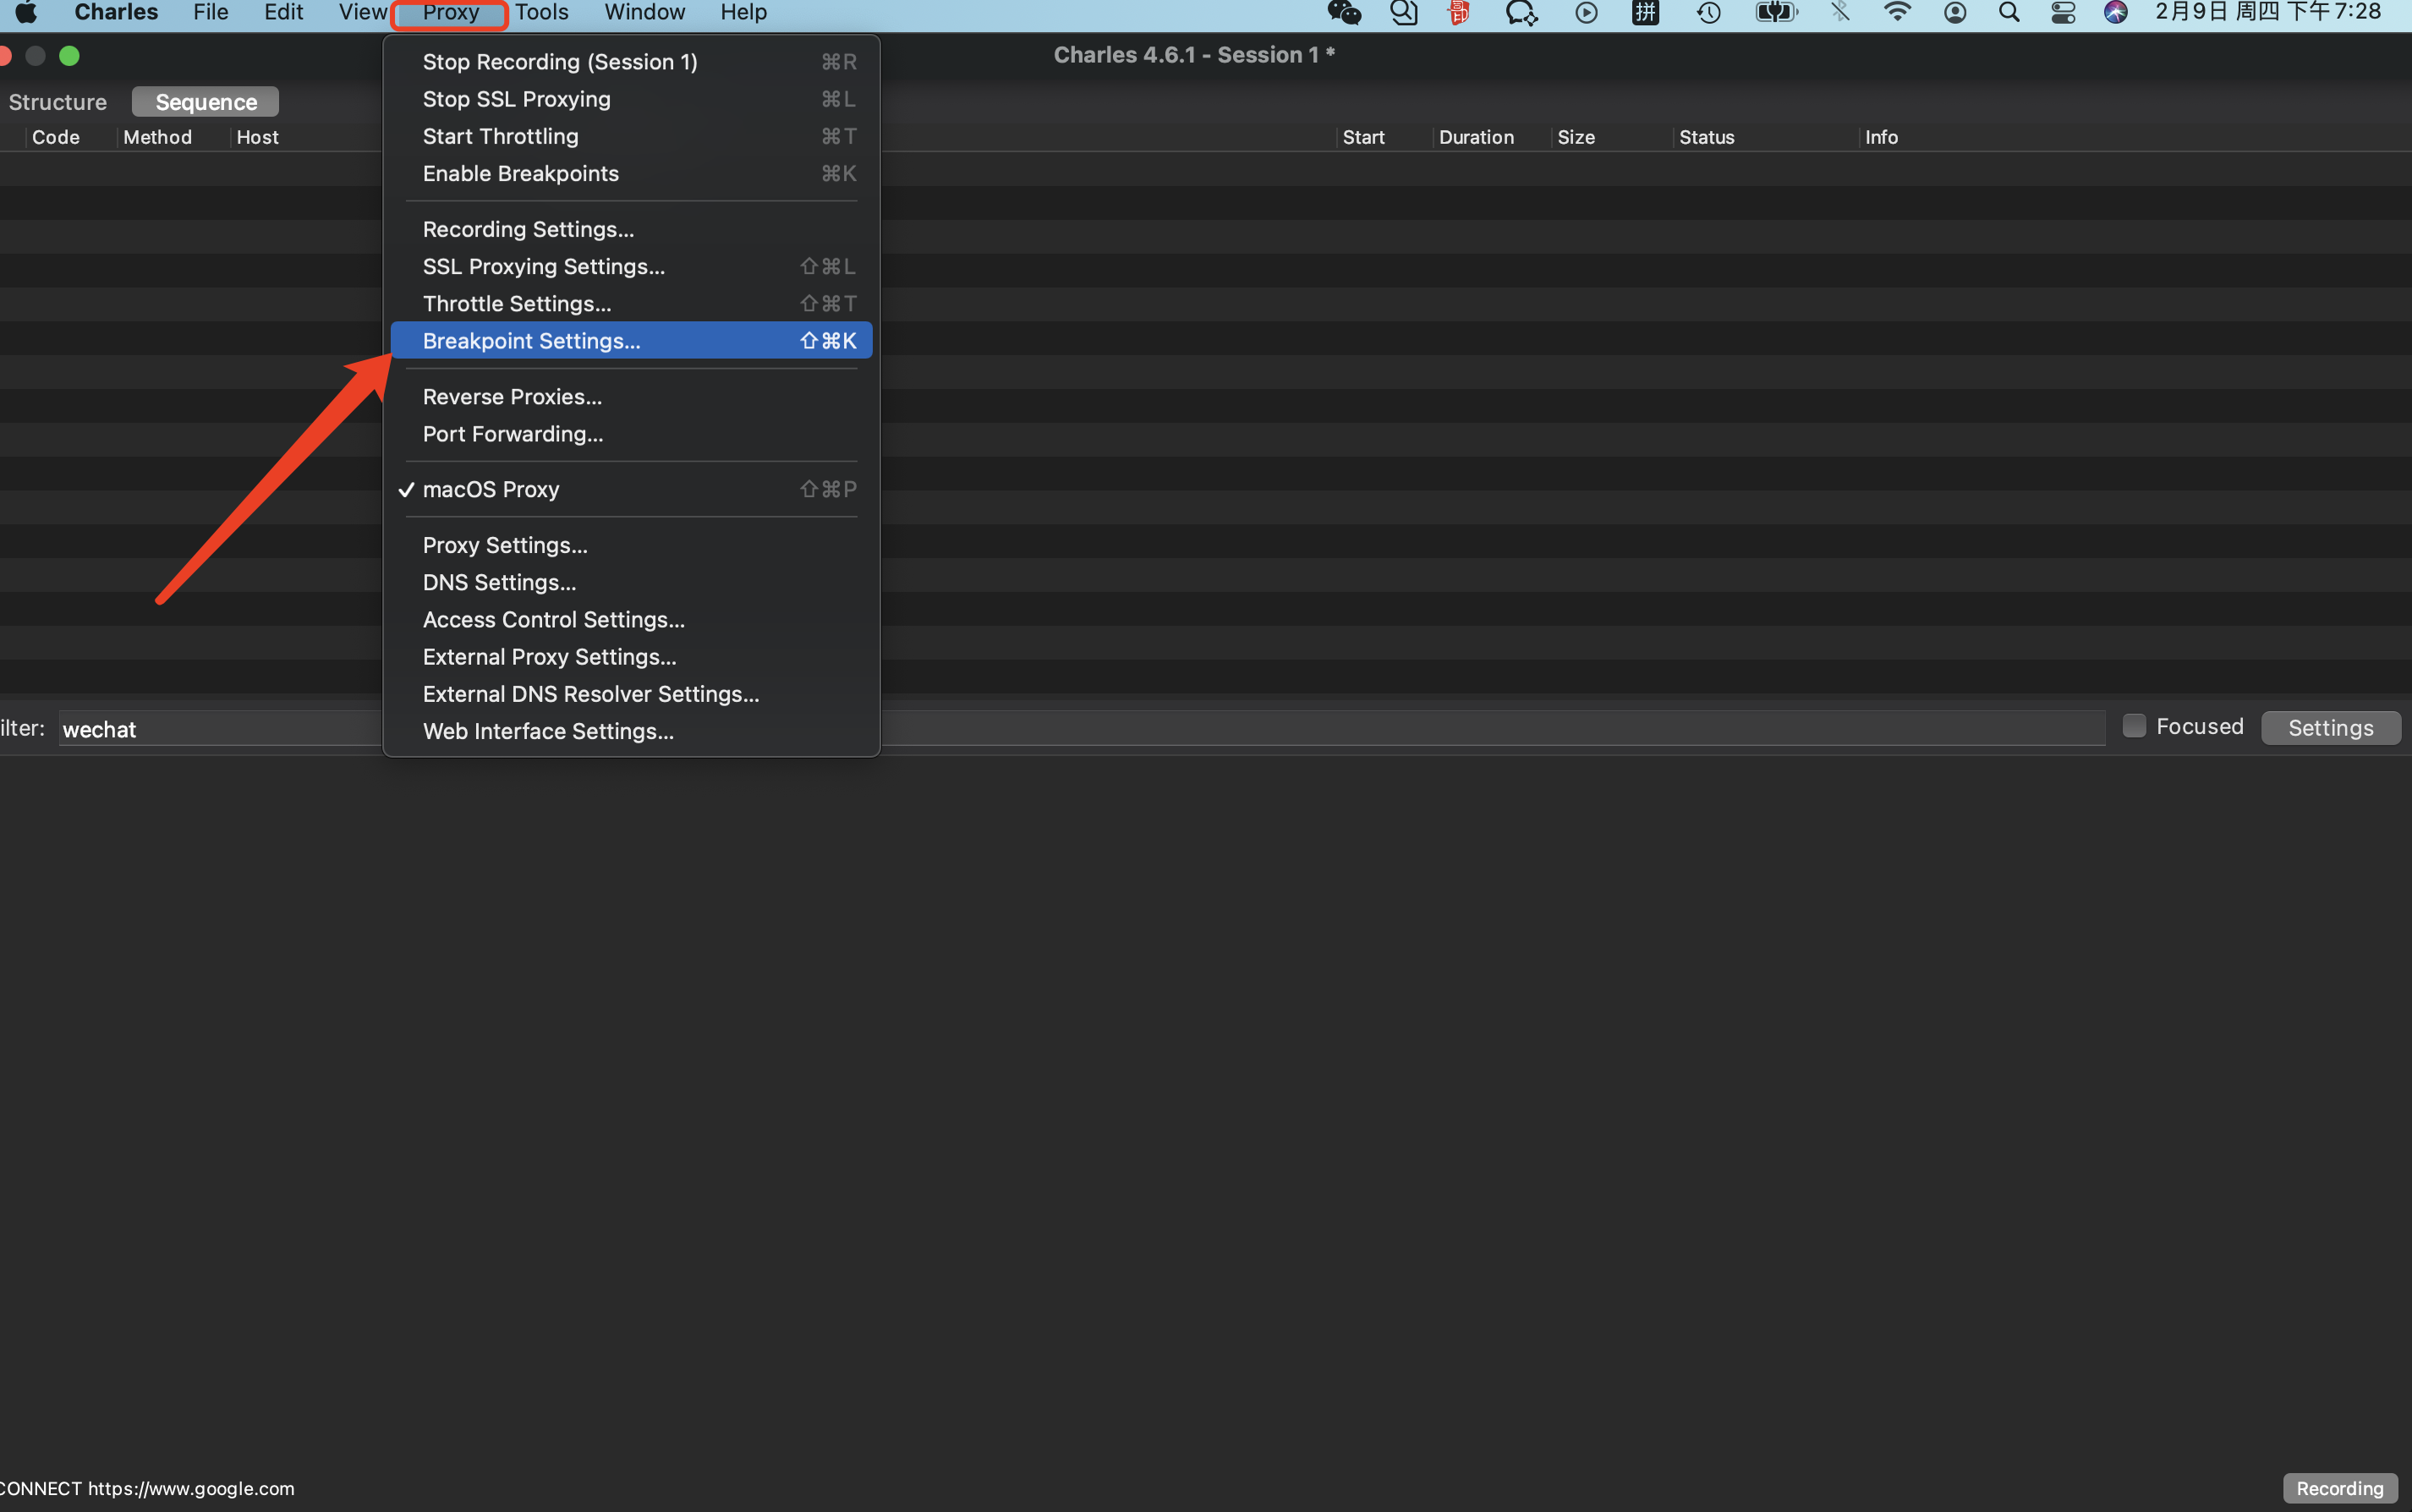 Charles File Edit View Proxy Tools Window Help 拼 2月9日 周四 下午7:28
Charles 4.6.1 - Session 1 *
Structure Sequence
Code Method Host Start Duration Size Status Info
Stop Recording (Session 1) ⌘R
Stop SSL Proxying ⌘L
Start Throttling ⌘T
Enable Breakpoints ⌘K
Recording Settings...
SSL Proxying Settings... ⇧⌘L
Throttle Settings... ⇧⌘T
Breakpoint Settings... ⇧⌘K
Reverse Proxies...
Port Forwarding...
✓ macOS Proxy ⇧⌘P
Proxy Settings...
DNS Settings...
Access Control Settings...
External Proxy Settings...
External DNS Resolver Settings...
Web Interface Settings...
ilter: wechat Focused Settings
CONNECT https://www.google.com Recording